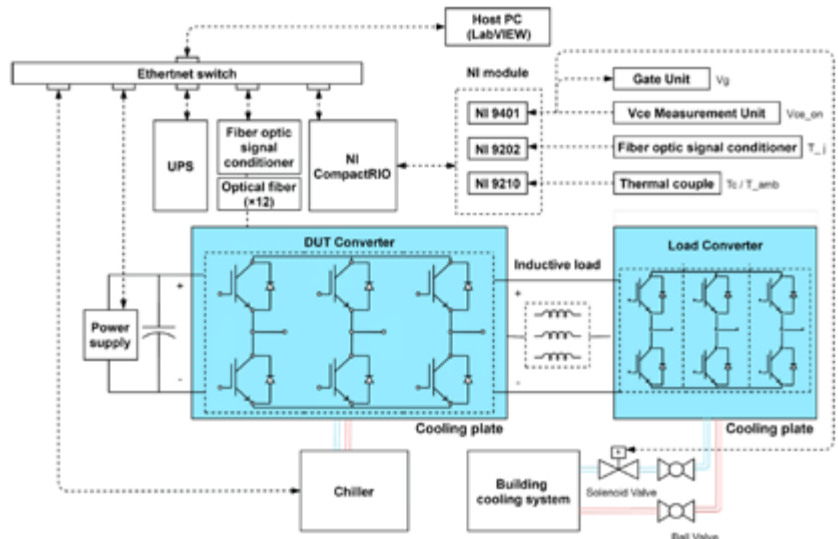 Host PC
(LabVIEW)
Ethertnet switch
NI module
Gate Unit
Vg
NI 9401
Vce Measurement Unit
Vce_on
Fiber optic
signal
conditioner
UPS
NI
CompactRIO
NI 9202
Fiber optic signal conditioner
T_j
Optical fiber
(×12)
NI 9210
Thermal couple
Tc / T_amb
DUT Converter
Load Converter
Inductive load
+
+
Power
supply
-
-
Cooling plate
Cooling plate
Chiller
Building
cooling system
Solenoid Valve
Ball Valve